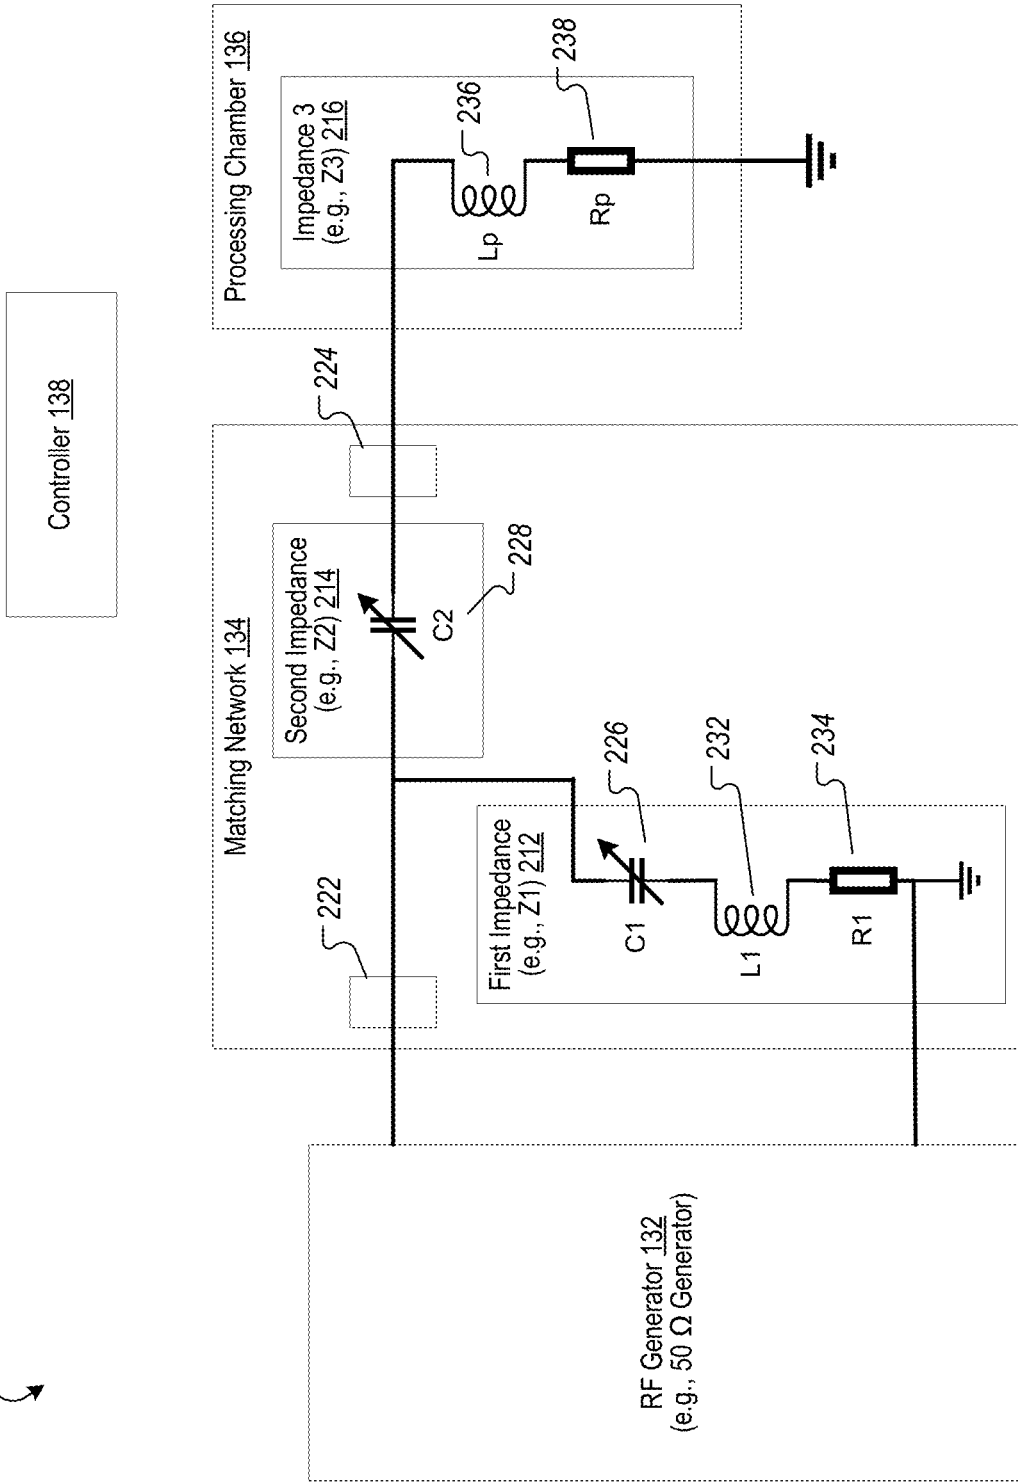 Controller 138
Matching Network 134
Processing Chamber 136
222
Second Impedance
(e.g., Z2) 214
C2
228
224
Impedance 3
(e.g., Z3) 216
236
Lp
238
Rp
First Impedance
(e.g., Z1) 212
226
C1
232
L1
234
R1
RF Generator 132
(e.g., 50 Ω Generator)